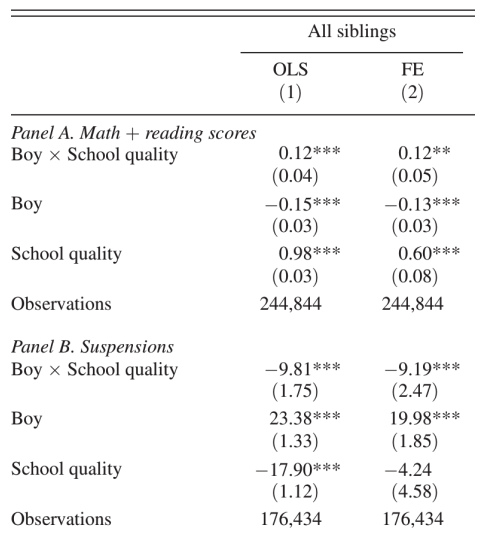 All siblings
OLS FE
(1) (2)
Panel A. Math + reading scores
Boy × School quality 0.12*** 0.12**
(0.04) (0.05)
Boy −0.15*** −0.13***
(0.03) (0.03)
School quality 0.98*** 0.60***
(0.03) (0.08)
Observations 244,844 244,844
Panel B. Suspensions
Boy × School quality −9.81*** −9.19***
(1.75) (2.47)
Boy 23.38*** 19.98***
(1.33) (1.85)
School quality −17.90*** −4.24
(1.12) (4.58)
Observations 176,434 176,434